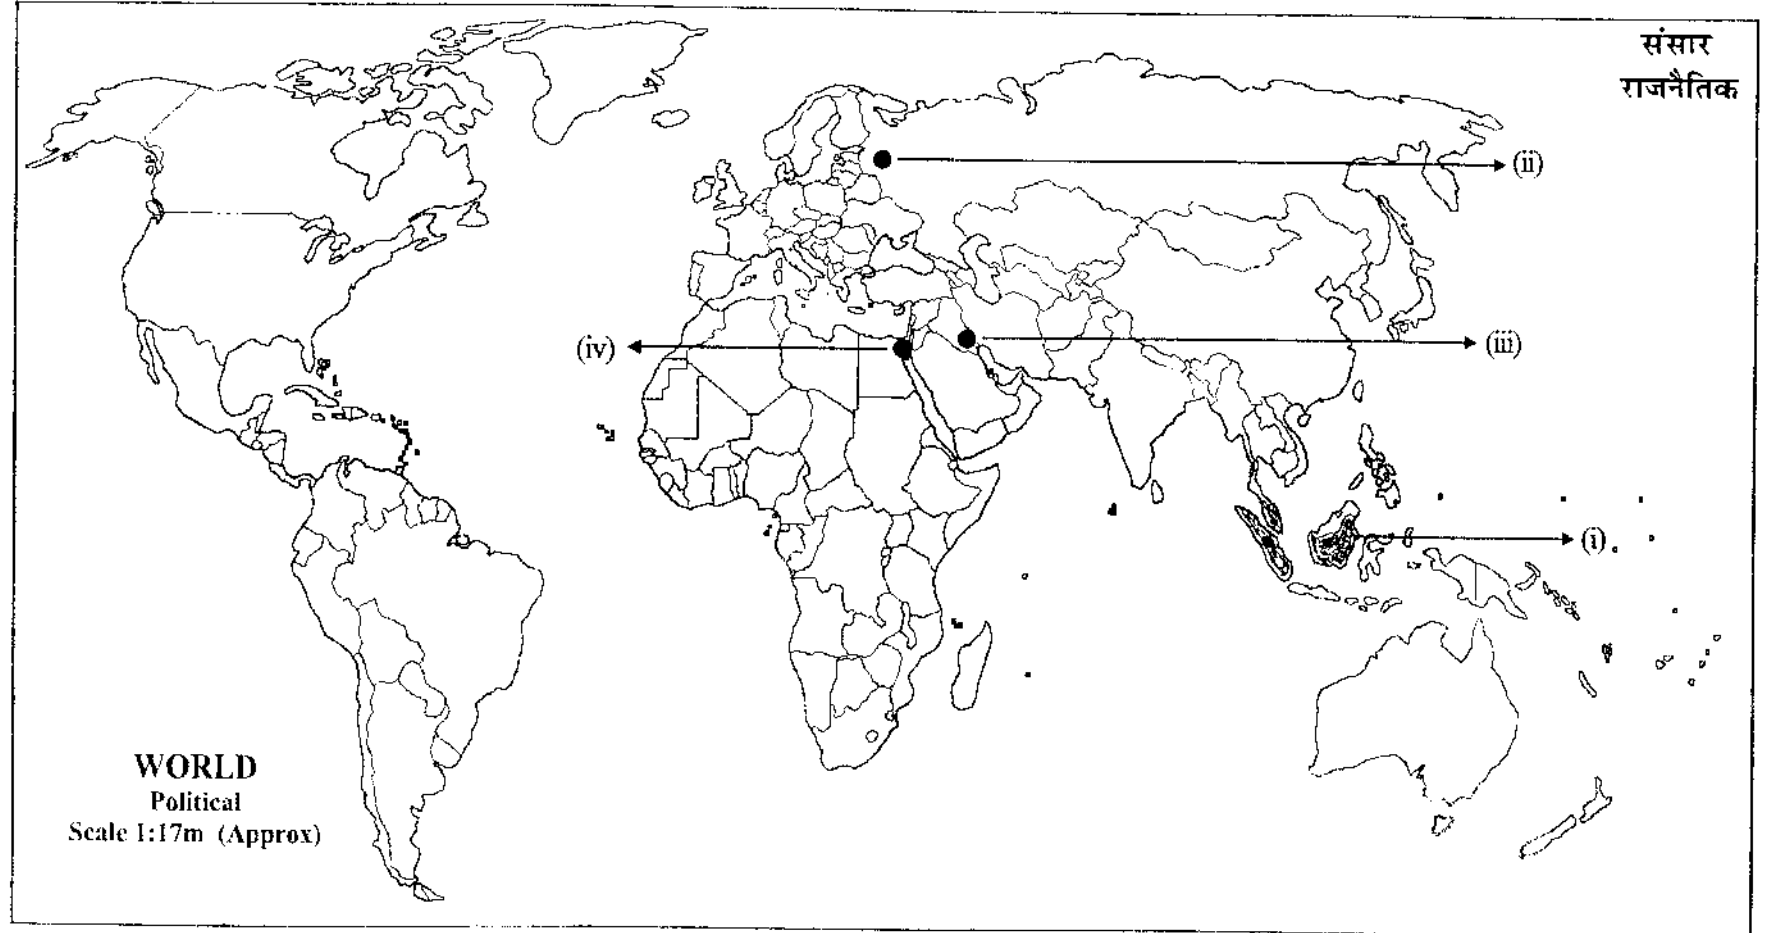 संसार
राजनैतिक
(ii)
(iv)
(iii)
(i)
WORLD
Political
Scale 1:17m (Approx)